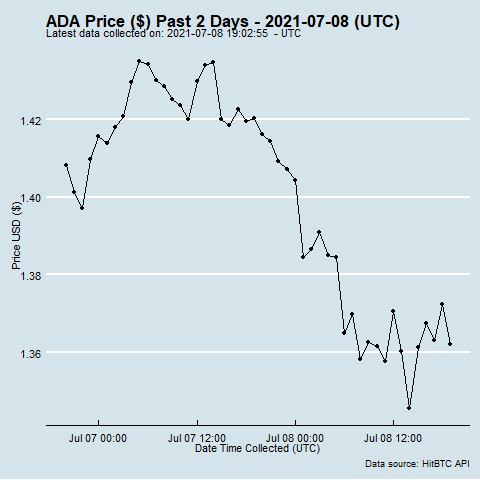 ADA Price ($) Past 2 Days - 2021-07-08 (UTC)
Latest data collected on: 2021-07-08 19:02:55 - UTC
1.42
1.40
1.38
1.36
Price USD ($)
Jul 07 00:00 Jul 07 12:00 Jul 08 00:00 Jul 08 12:00
Date Time Collected (UTC)
Data source: HitBTC API